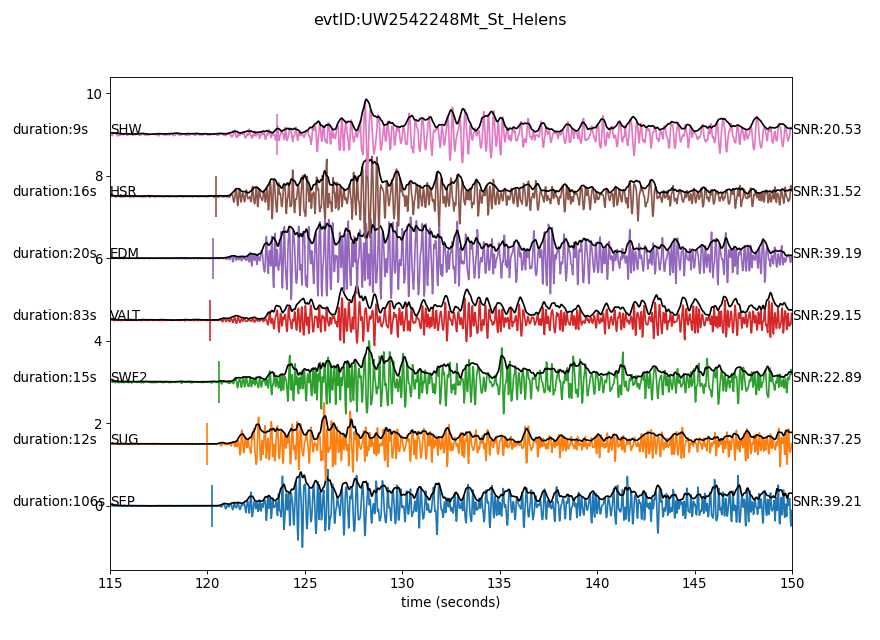 evtID:UW2542248Mt_St_Helens
10
duration:9s SHW SNR:20.53
8
duration:16s HSR SNR:31.52
duration:20s EDM SNR:39.19
6
duration:83s VALT SNR:29.15
4
duration:15s SWF2 SNR:22.89
2
duration:12s SUG SNR:37.25
duration:106s SEP SNR:39.21
0
115 120 125 130 135 140 145 150
time (seconds)